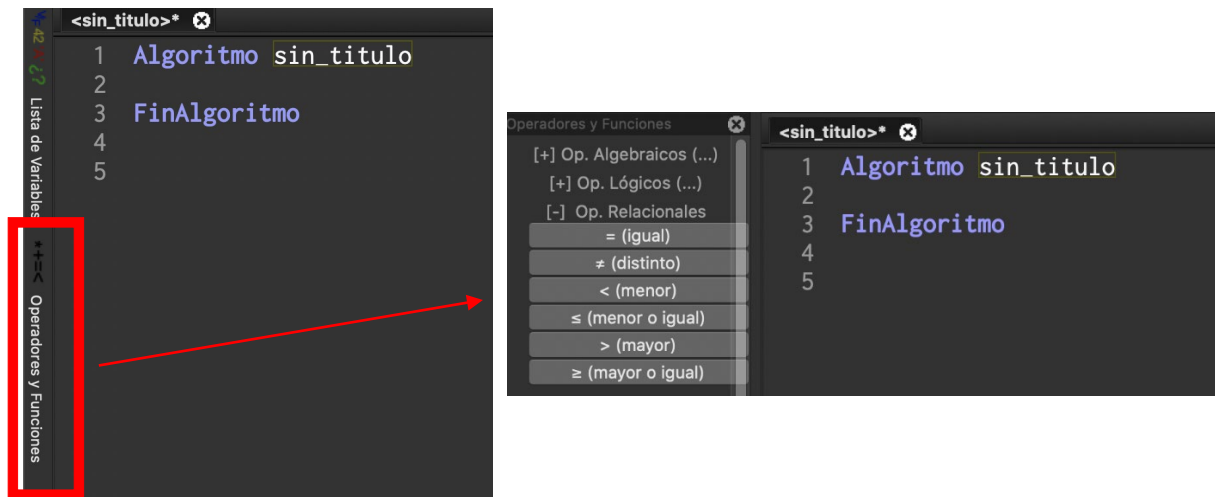 <sin_titulo>*
42 ¿?
Lista de Variables
*+=<
Operadores y Funciones
1 Algoritmo sin_titulo
2
3 FinAlgoritmo
4
5
Operadores y Funciones
[+] Op. Algebraicos (...)
[+] Op. Lógicos (...)
[-] Op. Relacionales
= (igual)
≠ (distinto)
< (menor)
≤ (menor o igual)
> (mayor)
≥ (mayor o igual)
<sin_titulo>*
1 Algoritmo sin_titulo
2
3 FinAlgoritmo
4
5